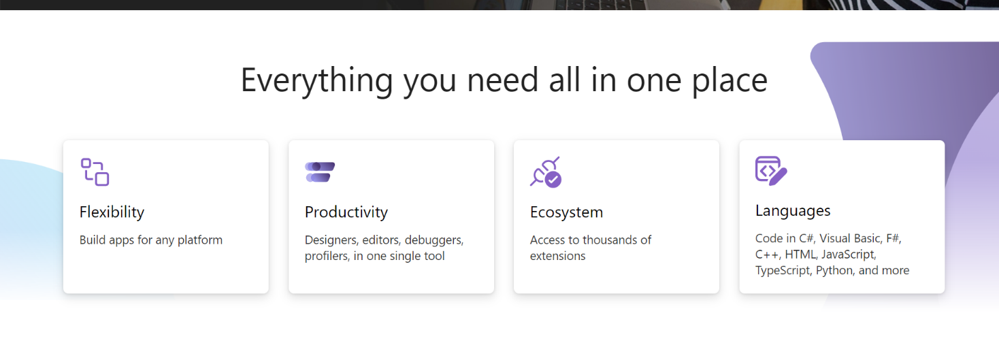 Everything you need all in one place
Flexibility
Build apps for any platform
Productivity
Designers, editors, debuggers,
profilers, in one single tool
Ecosystem
Access to thousands of
extensions
Languages
Code in C#, Visual Basic, F#,
C++, HTML, JavaScript,
TypeScript, Python, and more